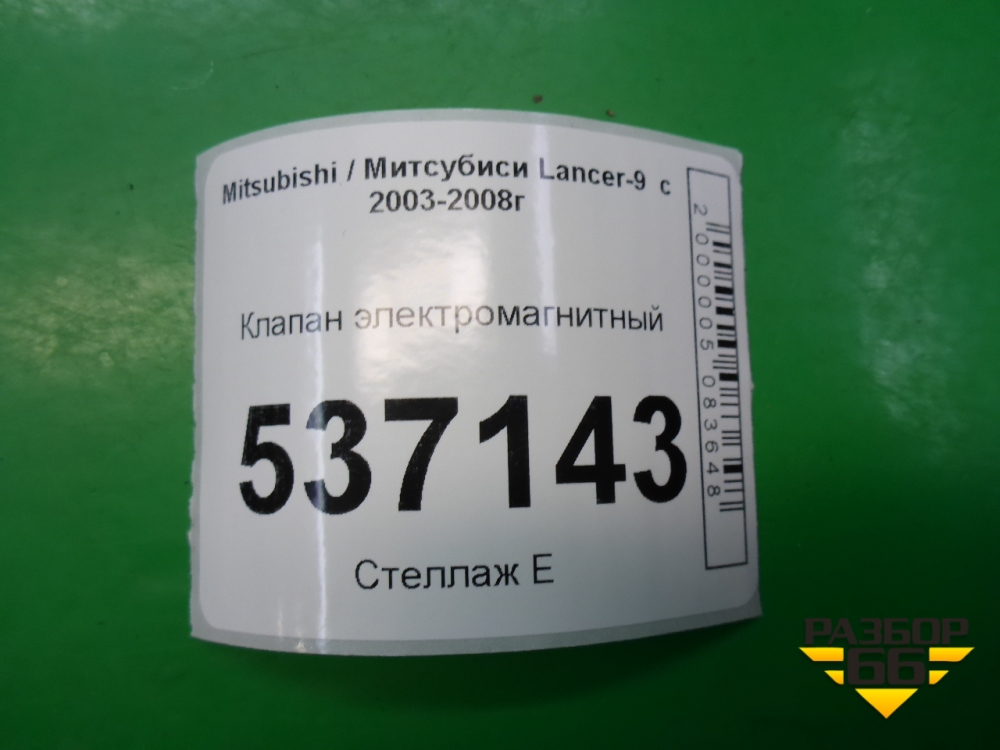 Mitsubishi / Митсубиси Lancer-9 с
2003-2008г
Клапан электромагнитный
537143
Стеллаж Е
2000005083648
РАЗБОР
66